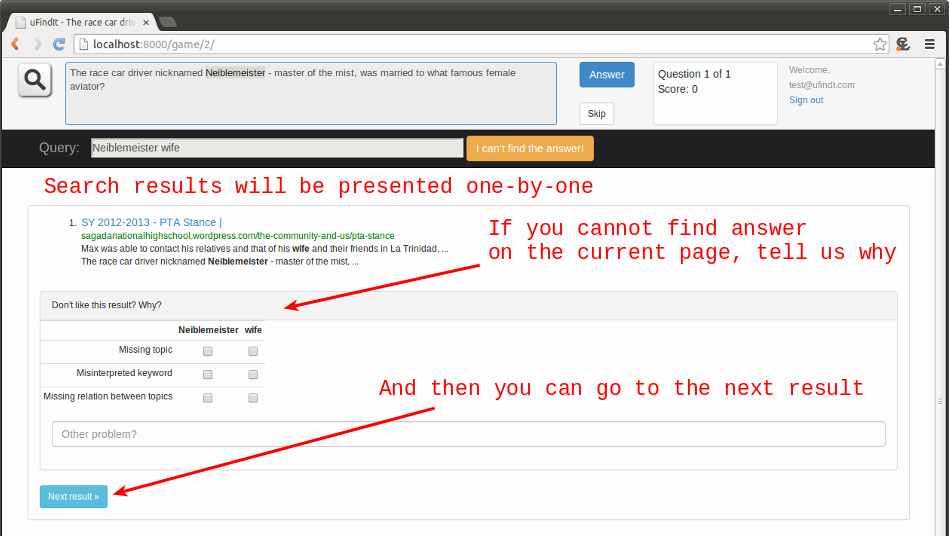 uFindIt - The race car driv
localhost:8000/game/2/
The race car driver nicknamed Neiblemeister - master of the mist, was married to what famous female
aviator?
Answer
Skip
Question 1 of 1
Score: 0
Welcome,
test@ufindt.com
Sign out
Query:
Neiblemeister wife
I can't find the answer!
Search results will be presented one-by-one
1. SY 2012-2013 - PTA Stance |
sagadanationalhighschool.wordpress.com/the-community-and-us/pta-stance
Max was able to contact his relatives and that of his wife and their friends in La Trinidad, ...
The race car driver nicknamed Neiblemeister - master of the mist, ...
If you cannot find answer
on the current page, tell us why
Don't like this result? Why?
Neiblemeister wife
Missing topic
Misinterpreted keyword
Missing relation between topics
And then you can go to the next result
Other problem?
Next result »